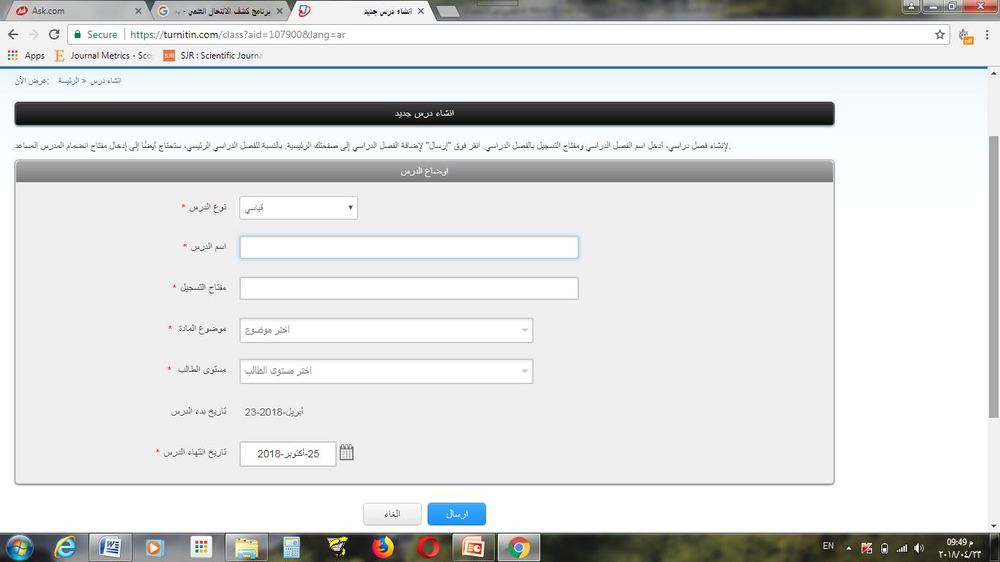 Ask.com
برنامج كشف الانتحال العلمي - بد
انشاء درس جديد
Secure
https://turnitin.com/class?aid=107900&lang=ar
Apps
Journal Metrics - Sco
SJR
SJR : Scientific Journa
off
عرض الآن: الرئيسة > انشاء درس
انشاء درس جديد
لإنشاء فصل دراسي، أدخل اسم الفصل الدراسي ومفتاح التسجيل بالفصل الدراسي. انقر فوق "إرسال" لإضافة الفصل الدراسي إلى صفحتك الرئيسية. بالنسبة للفصل الدراسي الرئيسي، ستحتاج أيضًا إلى إدخال مفتاح انضمام المدرس المساعد.
اوضاع الدرس
نوع الدرس *
قياسي
اسم الدرس *
مفتاح التسجيل *
موضوع المادة *
اختر موضوع
مستوى الطالب *
اختر مستوى الطالب
تاريخ بدء الدرس
23-أبريل-2018
تاريخ انتهاء الدرس *
25-أكتوبر-2018
الغاء
ارسال
EN
09:49 م
٢٠١٨/٠٤/٢٣